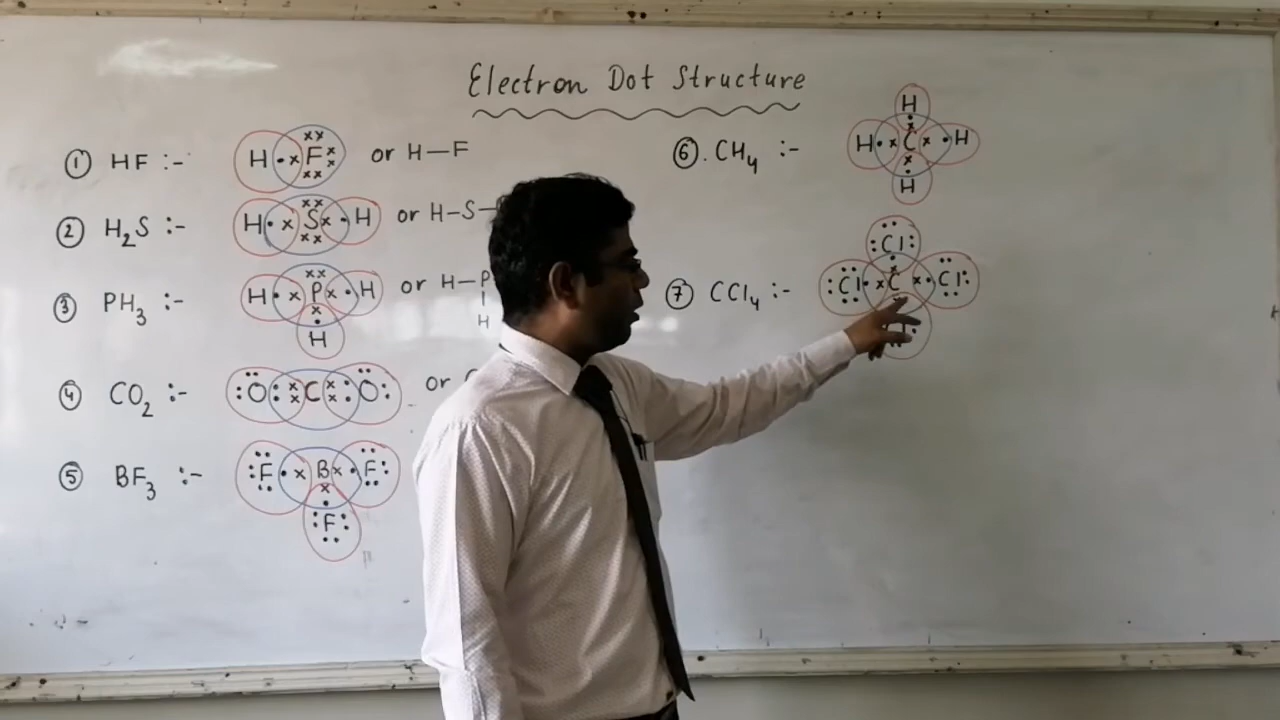 Electron Dot Structure
① HF :-
H •x F or H—F
② H₂S :-
H • x S x • H or H—S—
③ PH₃ :-
H • x P x • H or H—P
H
H
④ CO₂ :-
O C O or
⑤ BF₃ :-
F • x B x • F
F
⑥. CH₄ :-
H
H • x C x • H
H
⑦ CCl₄ :-
Cl
Cl • x C x • Cl